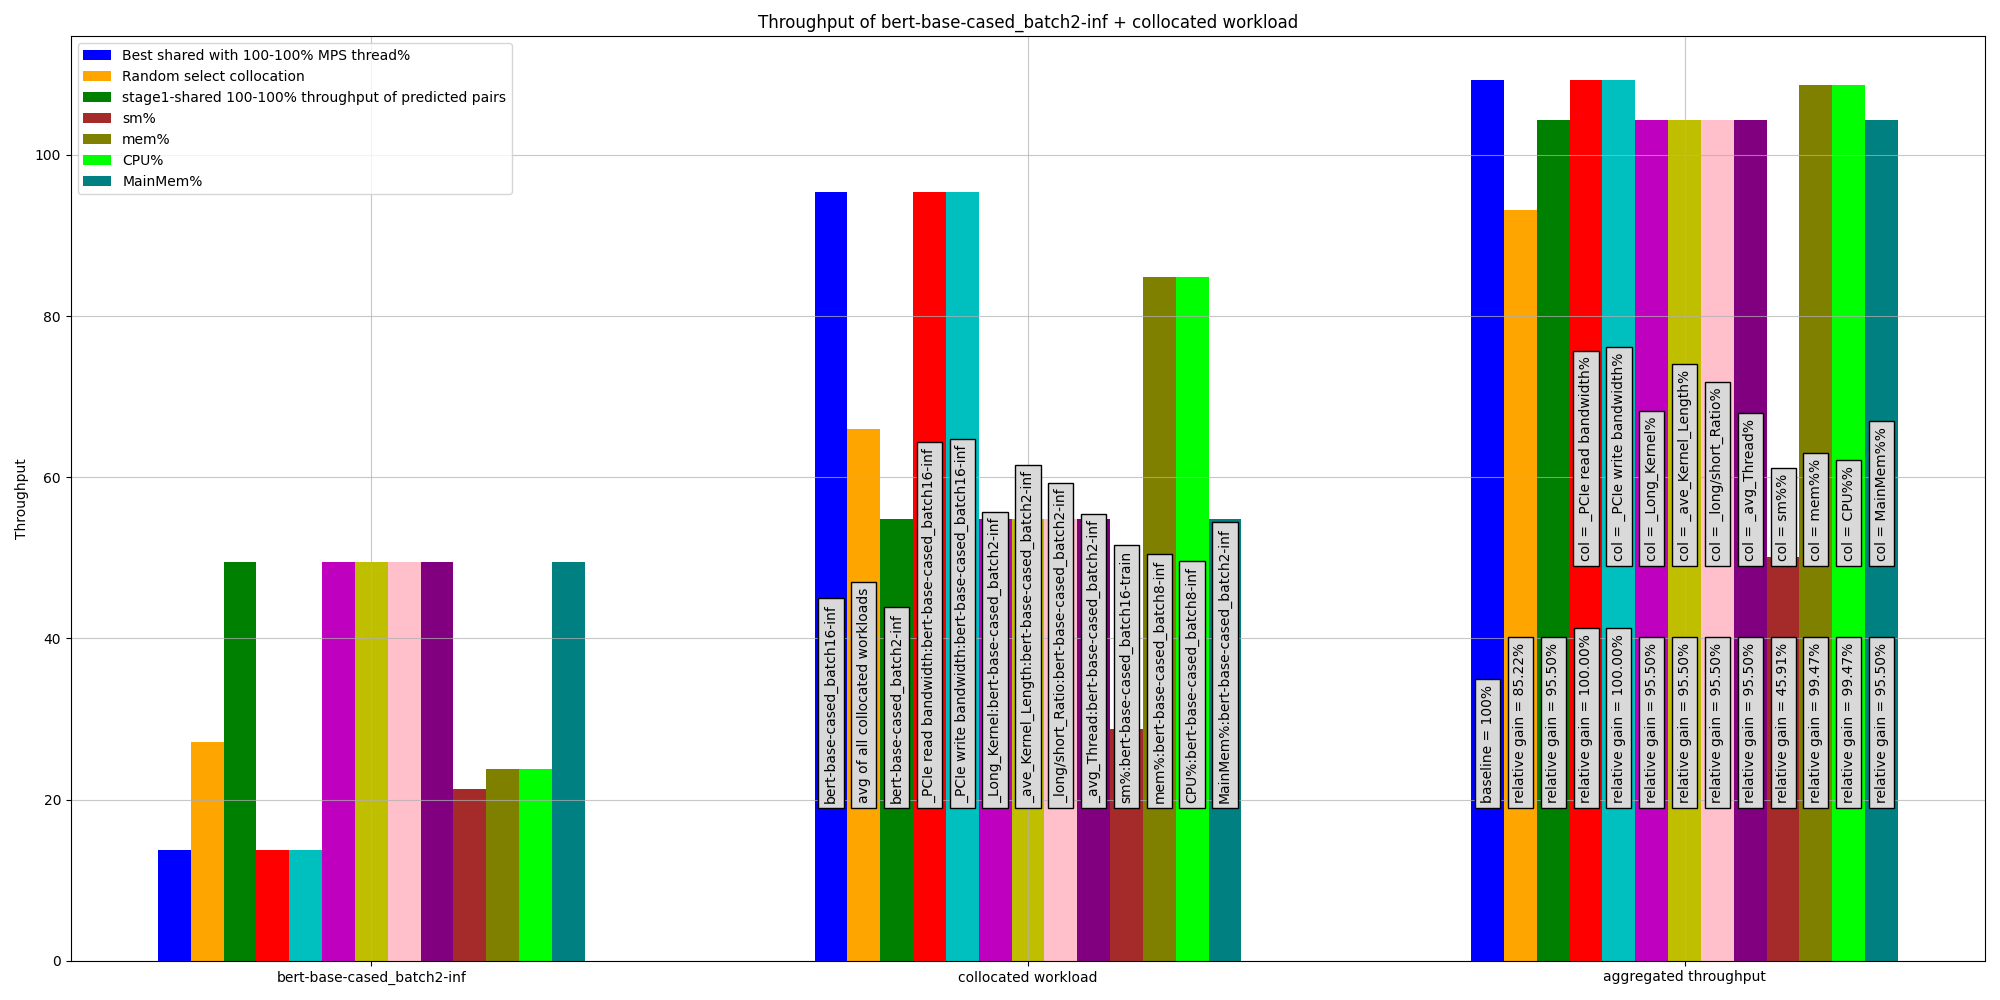 Throughput of bert-base-cased_batch2-inf + collocated workload
Best shared with 100-100% MPS thread%
Random select collocation
stage1-shared 100-100% throughput of predicted pairs
sm%
mem%
CPU%
MainMem%
Throughput
100
80
60
40
20
0
bert-base-cased_batch16-inf
avg of all collocated workloads
bert-base-cased_batch2-inf
_PCIe read bandwidth:bert-base-cased_batch16-inf
_PCIe write bandwidth:bert-base-cased_batch16-inf
_Long_Kernel:bert-base-cased_batch2-inf
_ave_Kernel_Length:bert-base-cased_batch2-inf
_long/short_Ratio:bert-base-cased_batch2-inf
_avg_Thread:bert-base-cased_batch2-inf
sm%:bert-base-cased_batch16-train
mem%:bert-base-cased_batch8-inf
CPU%:bert-base-cased_batch8-inf
MainMem%:bert-base-cased_batch2-inf
col = _PCIe read bandwidth%
col = _PCIe write bandwidth%
col = _Long_Kernel%
col = _ave_Kernel_Length%
col = _long/short_Ratio%
col = _avg_Thread%
col = sm%%
col = mem%%
col = CPU%%
col = MainMem%%
baseline = 100%
relative gain = 85.22%
relative gain = 95.50%
relative gain = 100.00%
relative gain = 100.00%
relative gain = 95.50%
relative gain = 95.50%
relative gain = 95.50%
relative gain = 95.50%
relative gain = 45.91%
relative gain = 99.47%
relative gain = 99.47%
relative gain = 95.50%
bert-base-cased_batch2-inf
collocated workload
aggregated throughput